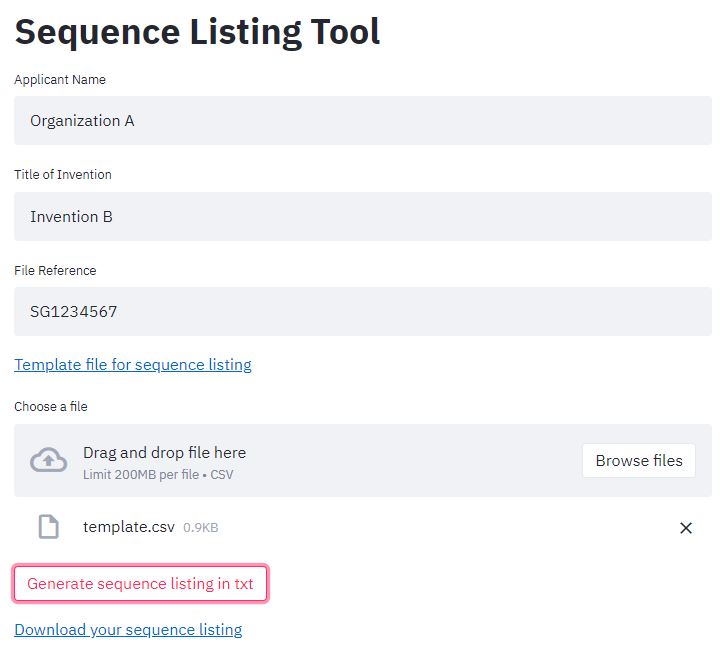 Sequence Listing Tool
Applicant Name
Organization A
Title of Invention
Invention B
File Reference
SG1234567
Template file for sequence listing
Choose a file
Drag and drop file here
Limit 200MB per file • CSV
Browse files
template.csv 0.9KB
Generate sequence listing in txt
Download your sequence listing